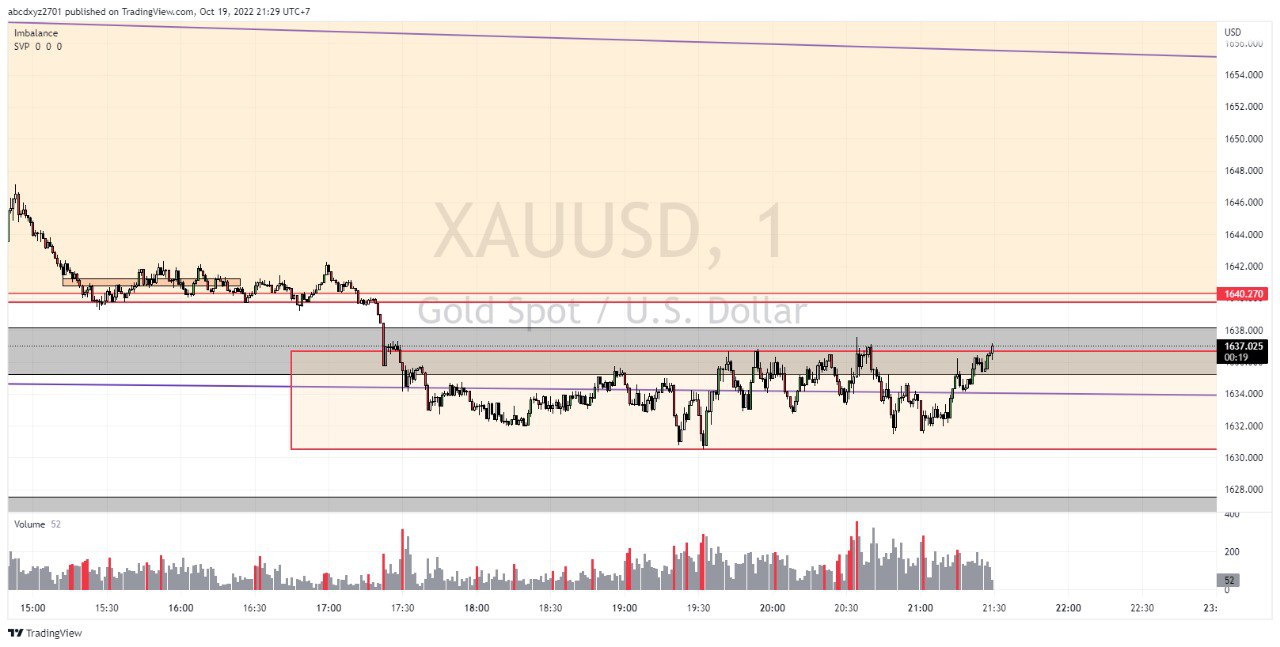 abcdxyz2701 published on TradingView.com, Oct 19, 2022 21:29 UTC+7
Imbalance
SVP 0 0 0
USD
1654.000
1652.000
1650.000
1648.000
1646.000
1644.000
1642.000
1640.270
1638.000
1637.025
00:19
1634.000
1632.000
1630.000
1628.000
XAUUSD, 1
Gold Spot / U.S. Dollar
Volume 52
400
200
52
0
15:00 15:30 16:00 16:30 17:00 17:30 18:00 18:30 19:00 19:30 20:00 20:30 21:00 21:30 22:00 22:30 23:
TradingView